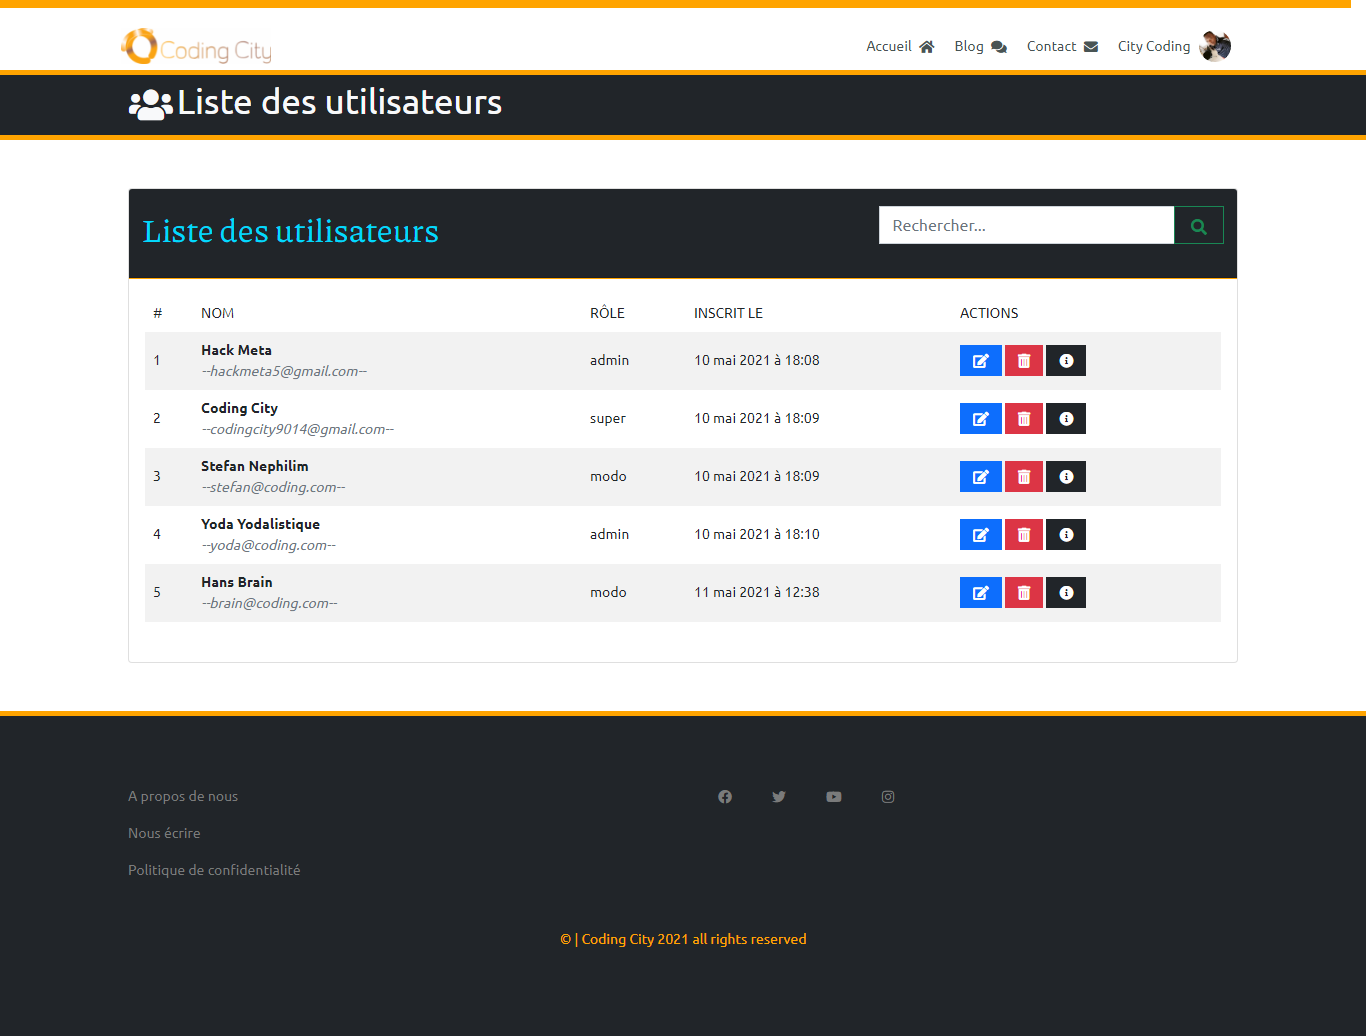 Coding City
Accueil Blog Contact City Coding
Liste des utilisateurs
Liste des utilisateurs
Rechercher...
# NOM RÔLE INSCRIT LE ACTIONS
1 Hack Meta admin 10 mai 2021 à 18:08
--hackmeta5@gmail.com--
2 Coding City super 10 mai 2021 à 18:09
--codingcity9014@gmail.com--
3 Stefan Nephilim modo 10 mai 2021 à 18:09
--stefan@coding.com--
4 Yoda Yodalistique admin 10 mai 2021 à 18:10
--yoda@coding.com--
5 Hans Brain modo 11 mai 2021 à 12:38
--brain@coding.com--
A propos de nous
Nous écrire
Politique de confidentialité
© | Coding City 2021 all rights reserved